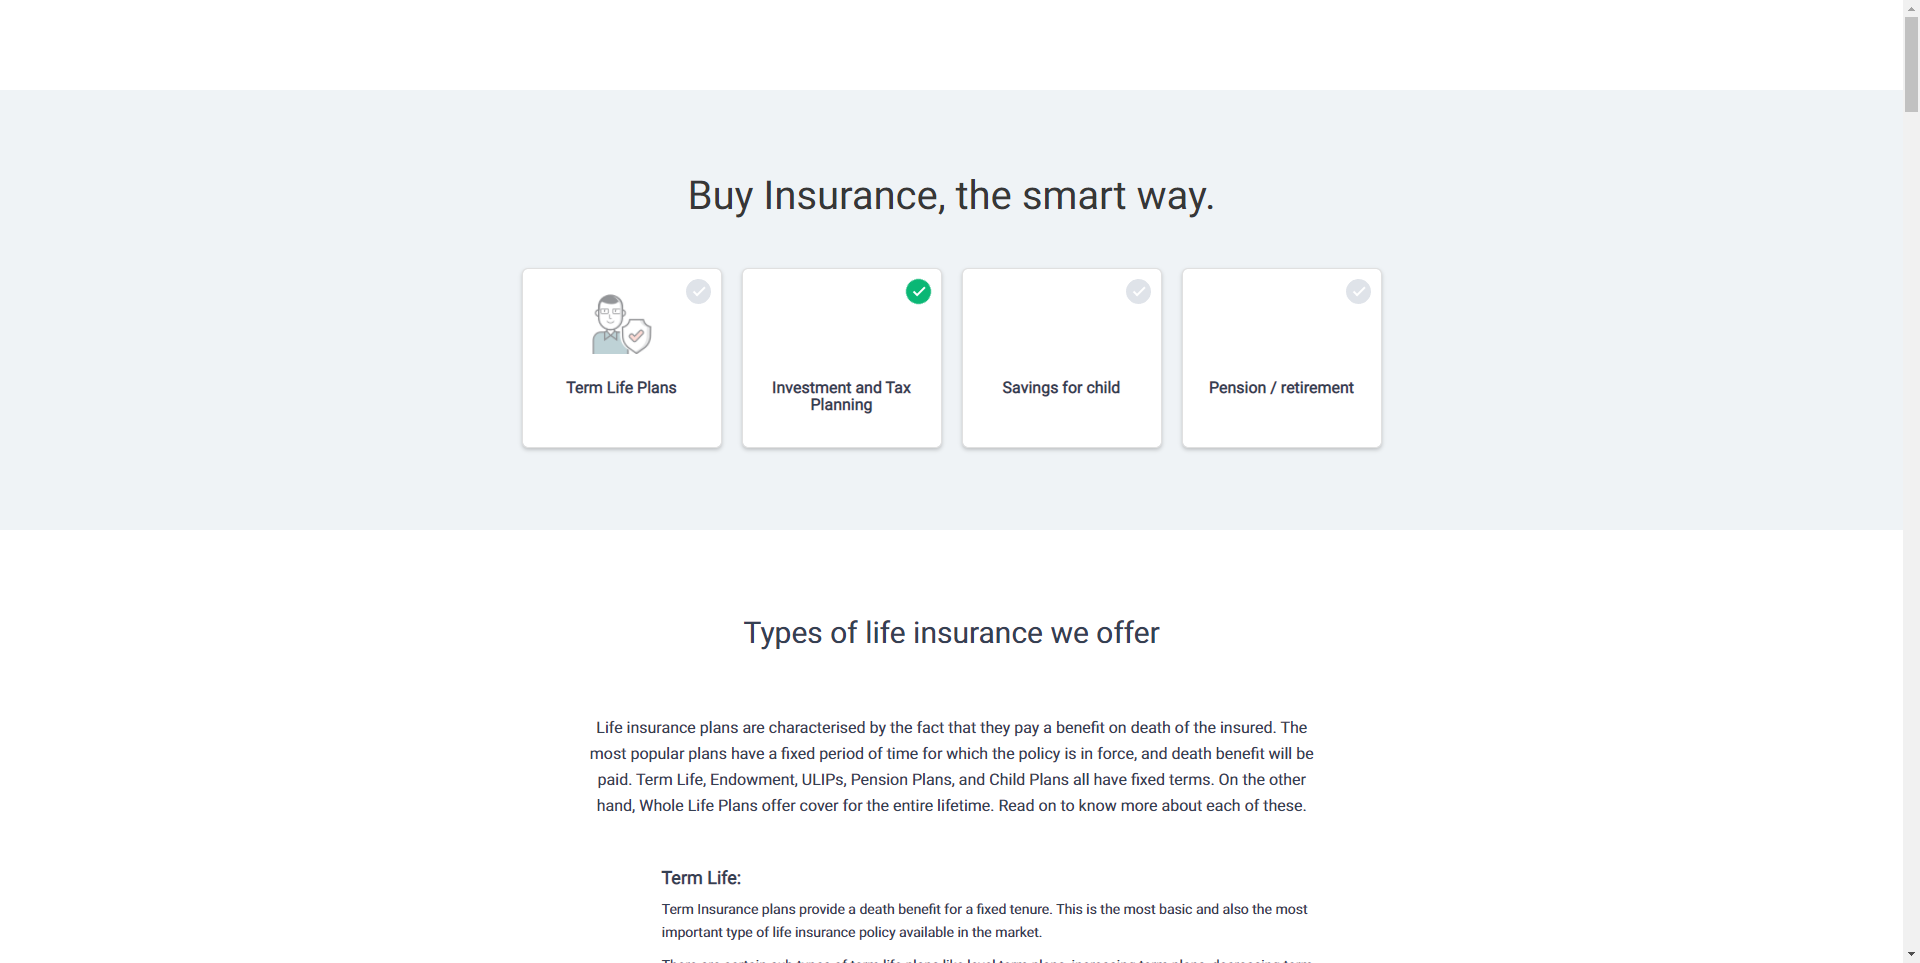 Buy Insurance, the smart way.
Term Life Plans
Investment and Tax
Planning
Savings for child
Pension / retirement
Types of life insurance we offer
Life insurance plans are characterised by the fact that they pay a benefit on death of the insured. The
most popular plans have a fixed period of time for which the policy is in force, and death benefit will be
paid. Term Life, Endowment, ULIPs, Pension Plans, and Child Plans all have fixed terms. On the other
hand, Whole Life Plans offer cover for the entire lifetime. Read on to know more about each of these.
Term Life:
Term Insurance plans provide a death benefit for a fixed tenure. This is the most basic and also the most
important type of life insurance policy available in the market.